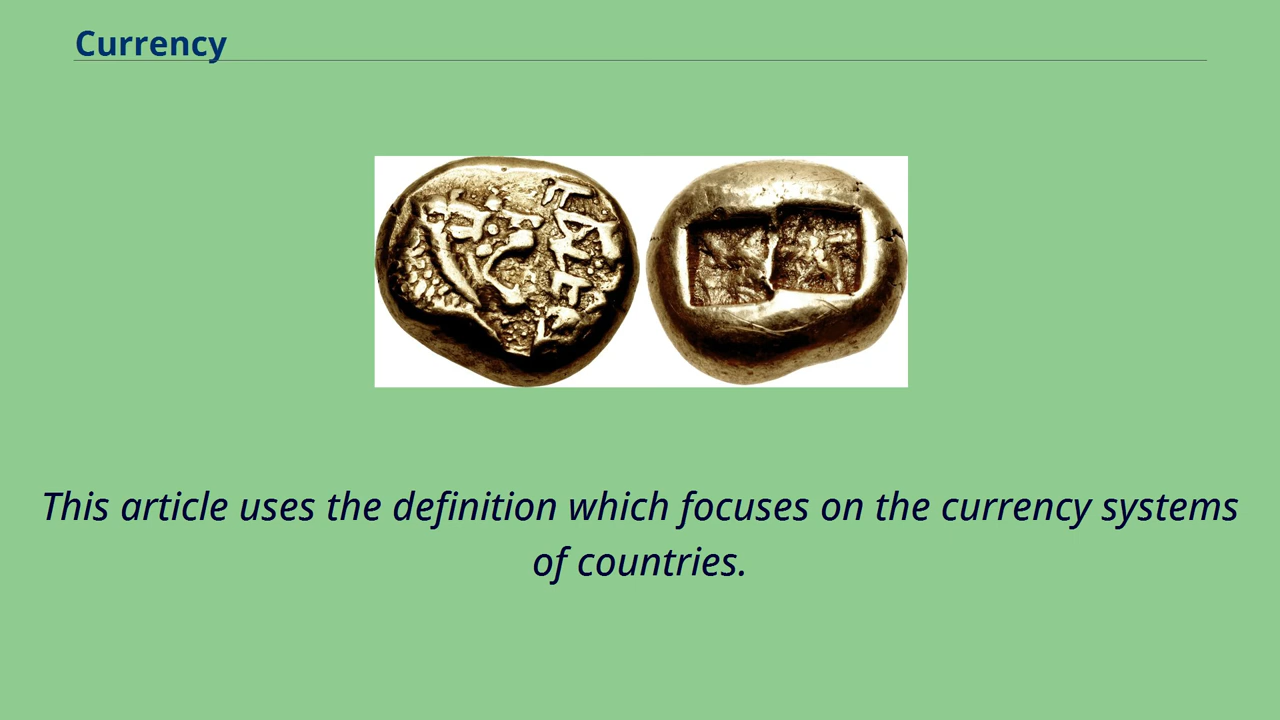 Currency
This article uses the definition which focuses on the currency systems
of countries.